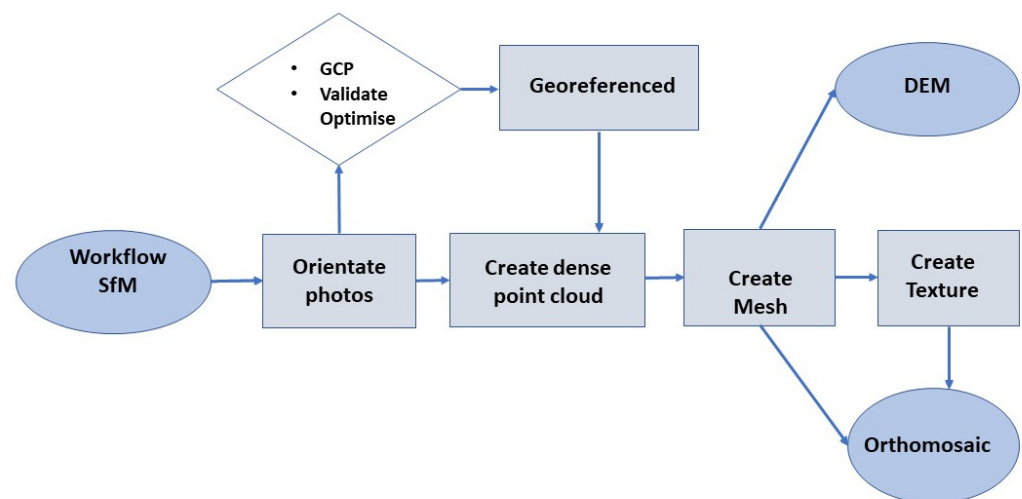 • GCP
• Validate
Optimise
Georeferenced
DEM
Workflow
SfM
Orientate
photos
Create dense
point cloud
Create
Mesh
Create
Texture
Orthomosaic